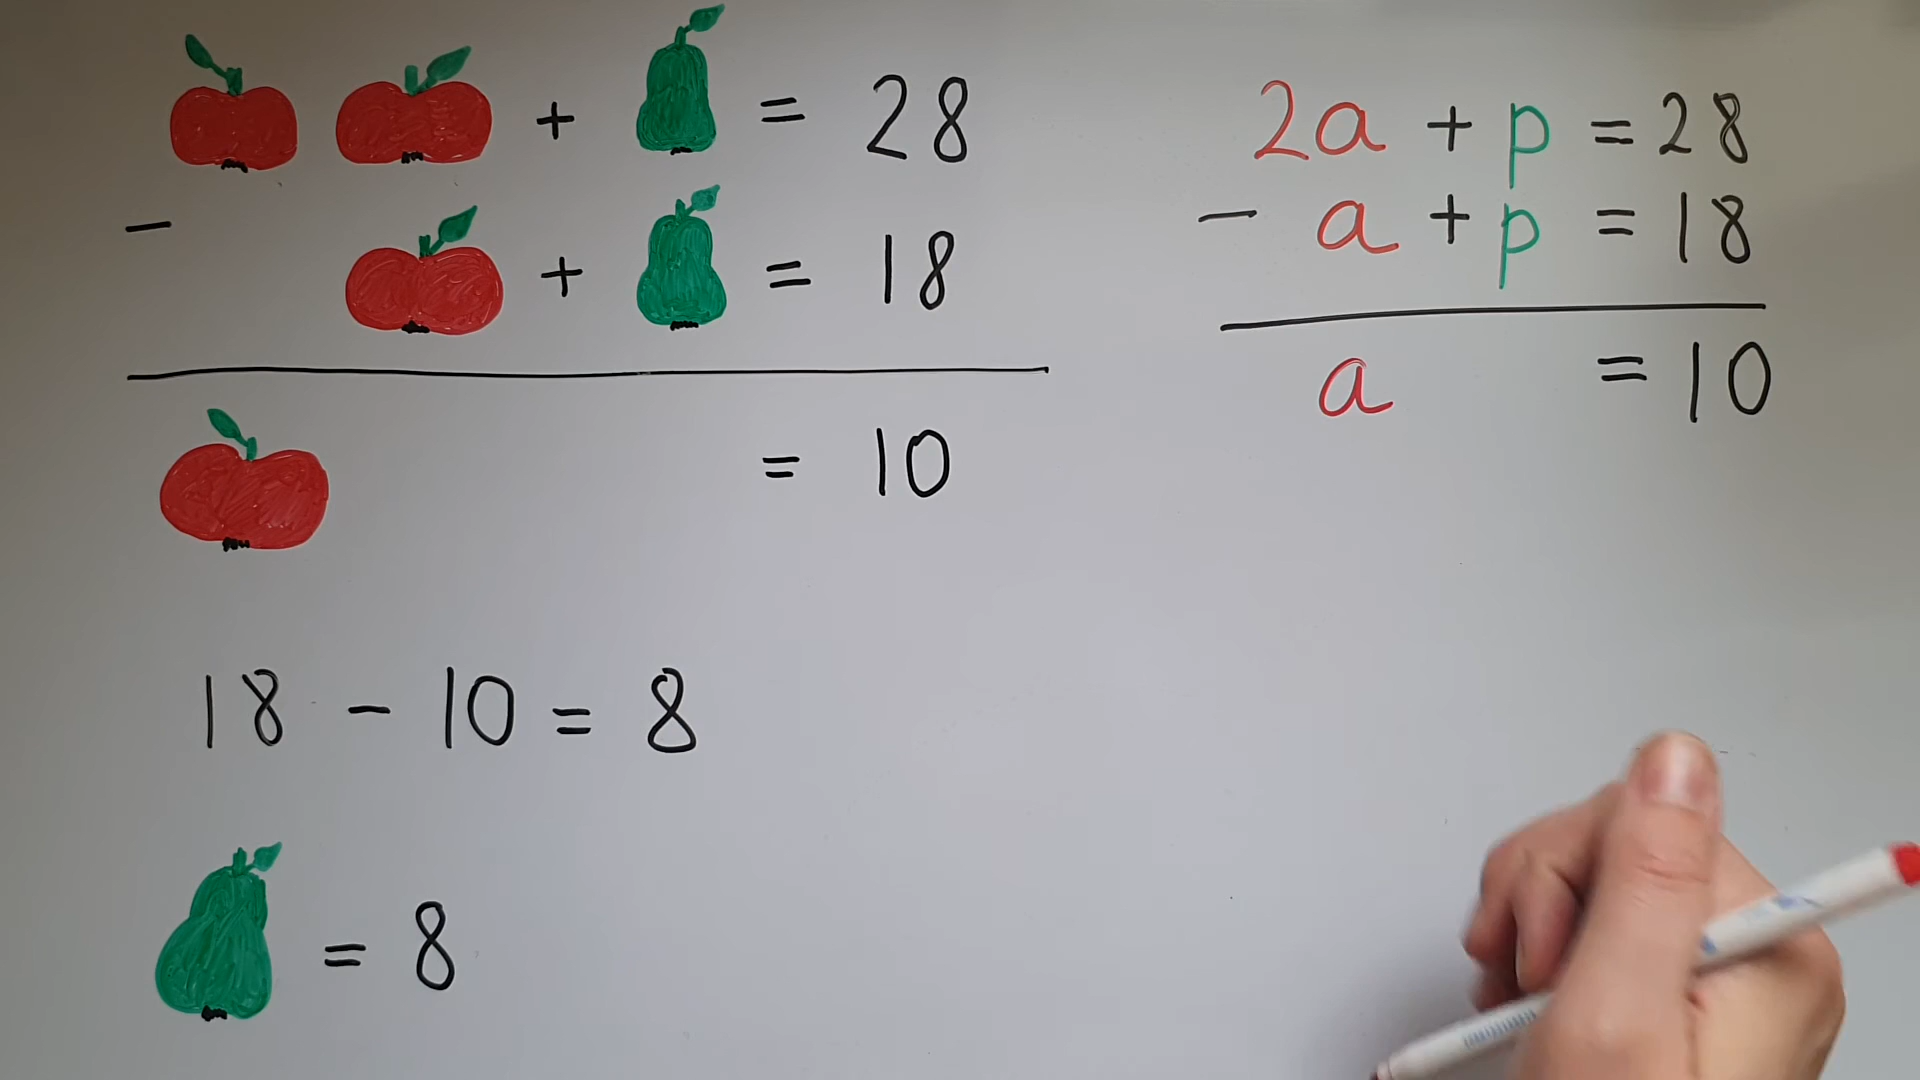 + = 28
- + = 18
= 10
18 - 10 = 8
= 8
2a + p = 28
- a + p = 18
a = 10